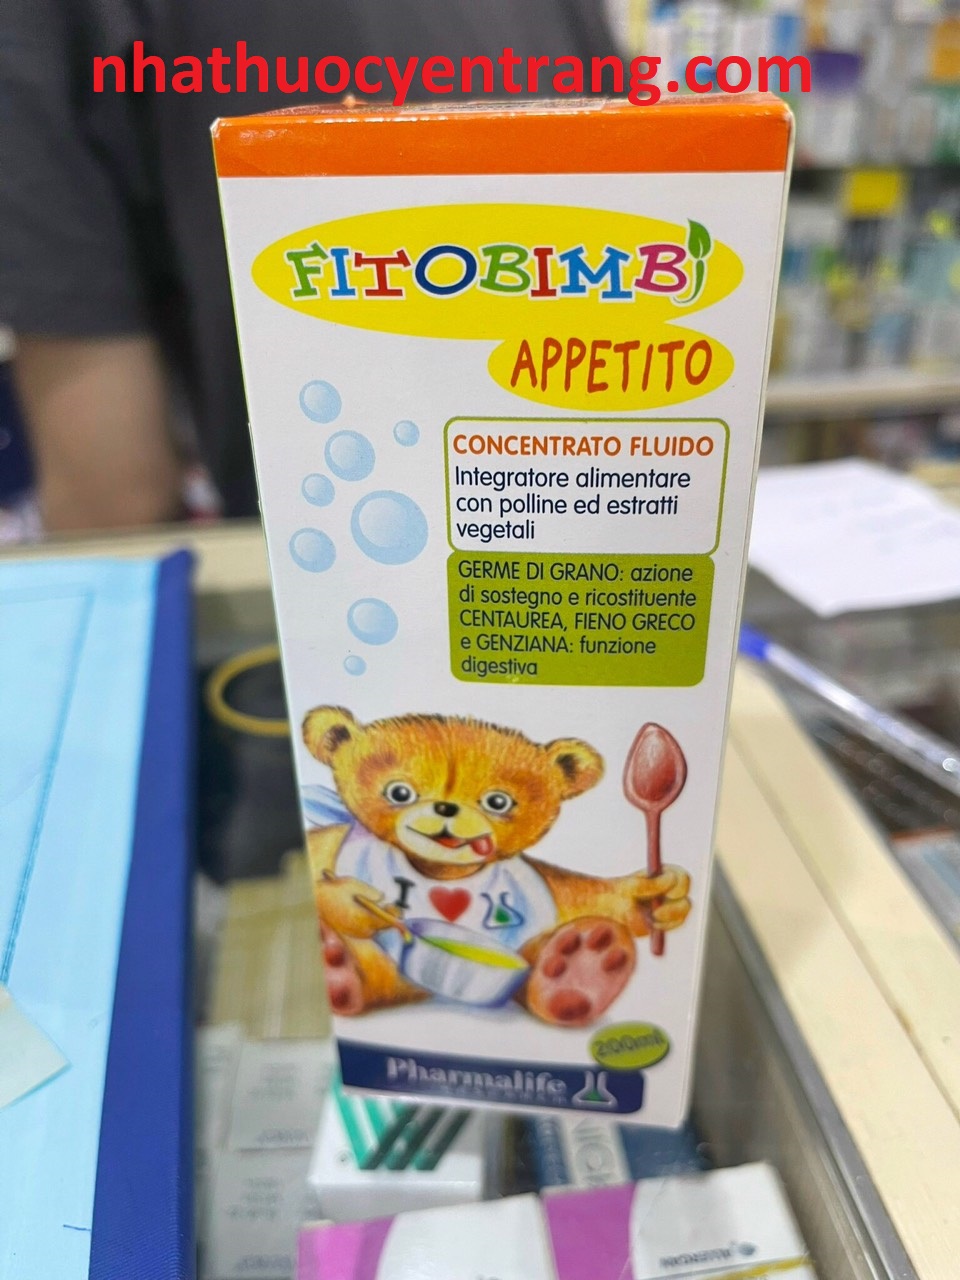 nhathuocyentrang.com
FITOBIMBi
APPETITO
CONCENTRATO FLUIDO
Integratore alimentare
con polline ed estratti
vegetali
GERME DI GRANO: azione
di sostegno e ricostituente
CENTAUREA, FIENO GRECO
e GENZIANA: funzione
digestiva
I
200ml
Pharmalife